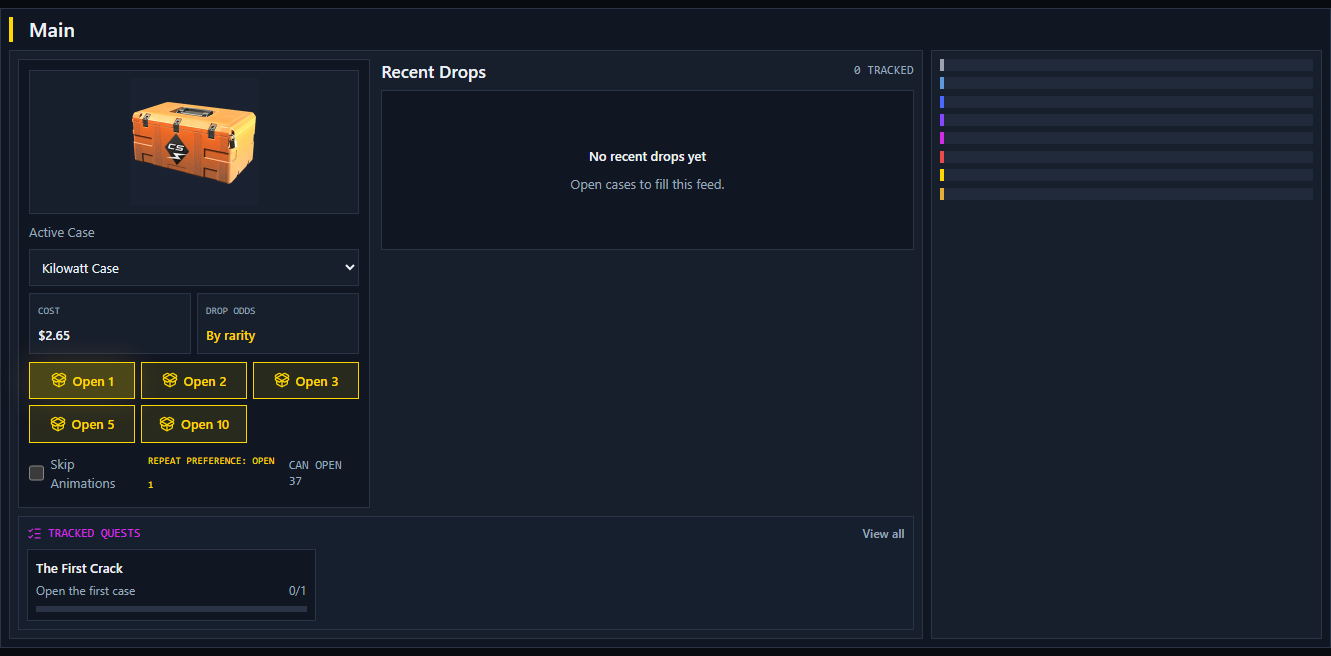 Main
CS
Active Case
Kilowatt Case
COST
$2.65
DROP ODDS
By rarity
Open 1
Open 2
Open 3
Open 5
Open 10
Skip
Animations
REPEAT PREFERENCE: OPEN
1
CAN OPEN
37
Recent Drops
0 TRACKED
No recent drops yet
Open cases to fill this feed.
TRACKED QUESTS
View all
The First Crack
Open the first case
0/1